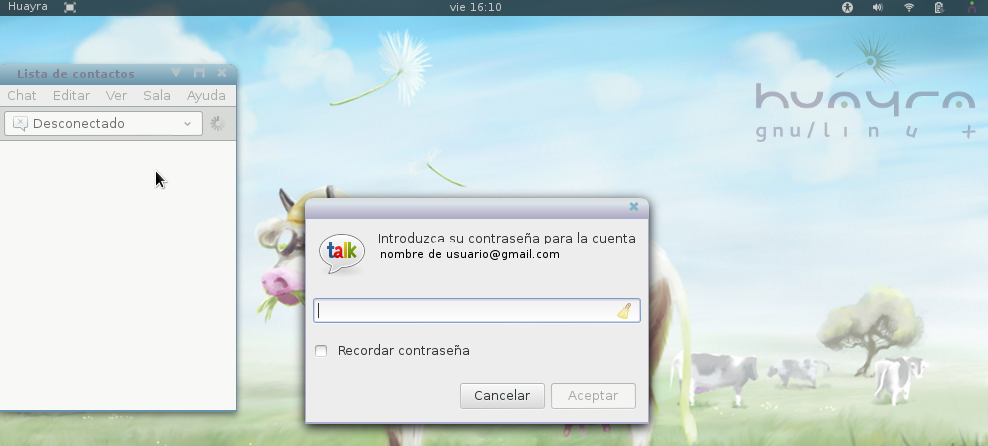 Huayra
vie 16:10
Lista de contactos
Chat Editar Ver Sala Ayuda
Desconectado
huayra
gnu/linux +
talk
Introduzca su contraseña para la cuenta
nombre de usuario@gmail.com
Recordar contraseña
Cancelar Aceptar